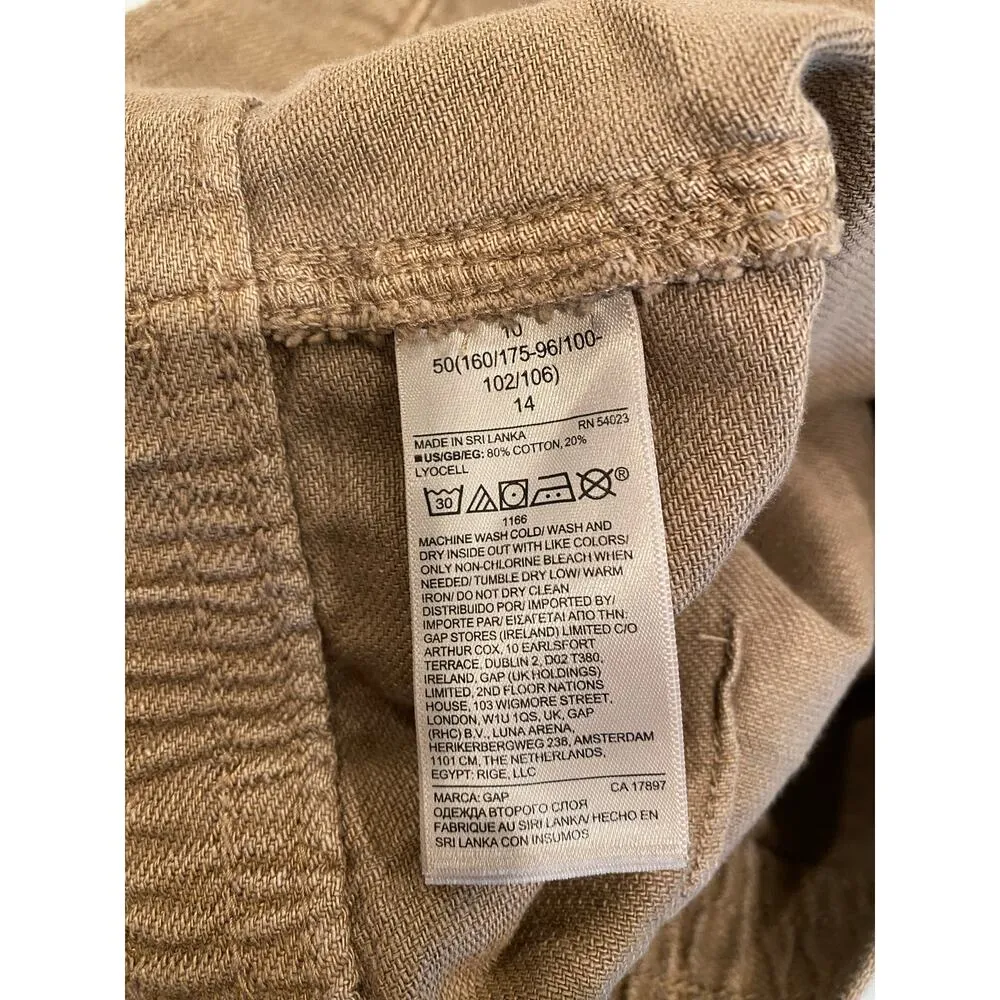 10
50(160/175-96/100-
102/106)
14
MADE IN SRI LANKA RN 54023
US/GB/EG: 80% COTTON, 20%
LYOCELL
30 ®
1166
MACHINE WASH COLD/ WASH AND
DRY INSIDE OUT WITH LIKE COLORS/
ONLY NON-CHLORINE BLEACH WHEN
NEEDED/ TUMBLE DRY LOW/ WARM
IRON/ DO NOT DRY CLEAN
DISTRIBUIDO POR/ IMPORTED BY/
IMPORTE PAR/ ΕΙΣΑΓΕΤΑΙ ΑΠΟ ΤΗΝ:
GAP STORES (IRELAND) LIMITED C/O
ARTHUR COX, 10 EARLSFORT
TERRACE, DUBLIN 2, D02 T380,
IRELAND, GAP (UK HOLDINGS)
LIMITED, 2ND FLOOR NATIONS
HOUSE, 103 WIGMORE STREET,
LONDON, W1U 1QS, UK, GAP
(RHC) B.V., LUNA ARENA,
HERIKERBERGWEG 238, AMSTERDAM
1101 CM, THE NETHERLANDS,
EGYPT: RIGE, LLC
MARCA: GAP CA 17897
ОДЕЖДА ВТОРОГО СЛОЯ
FABRIQUE AU SIRI LANKA/ HECHO EN
SRI LANKA CON INSUMOS